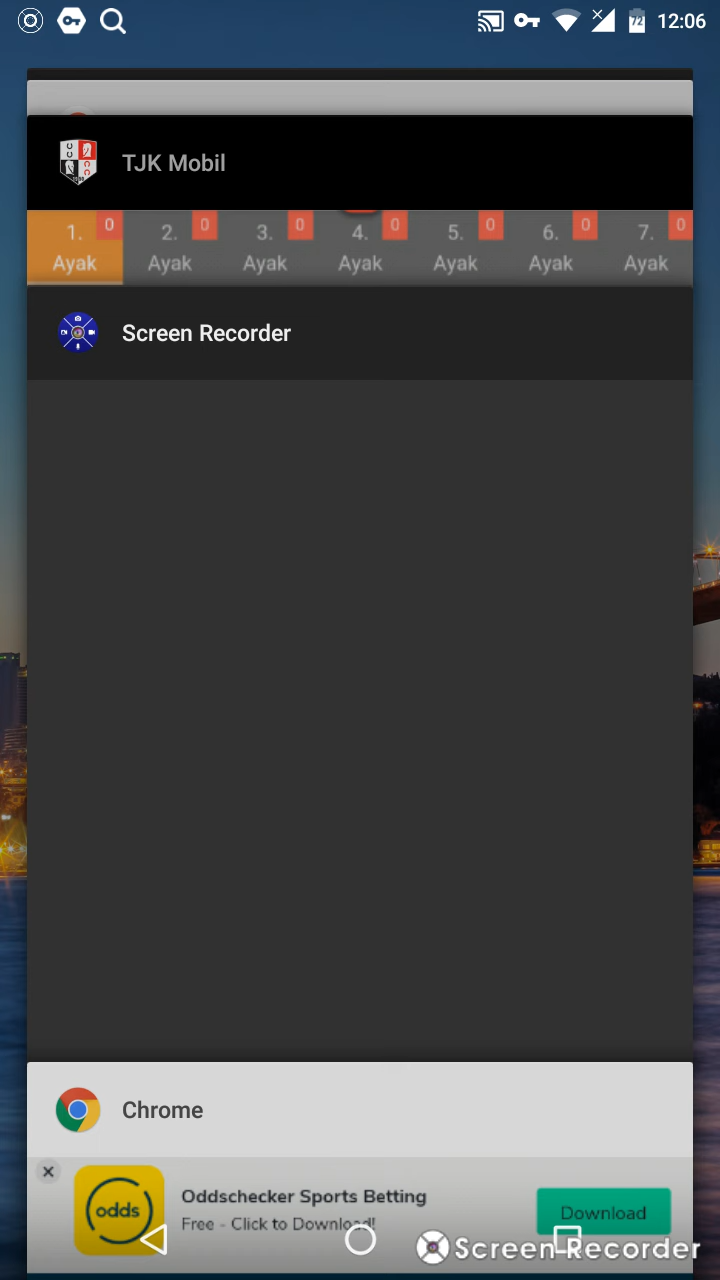 72 12:06
TJK Mobil
0 0 0 0 0 0 0
1. 2. 3. 4. 5. 6. 7.
Ayak Ayak Ayak Ayak Ayak Ayak Ayak
Screen Recorder
Chrome
Oddschecker Sports Betting
odds
Free - Click to Download!
Download
Screen Recorder